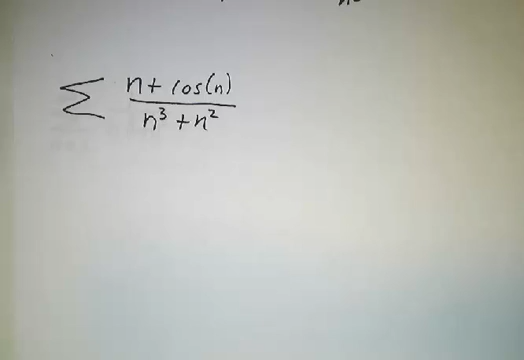 ∑ (n + cos(n)) / (n³ + n²)